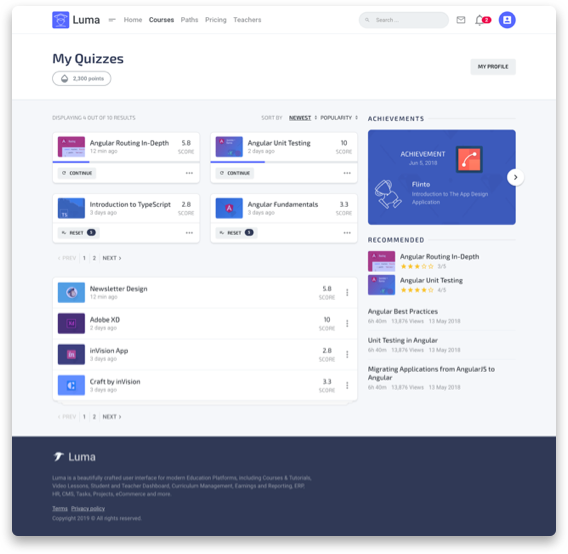 Luma
Home Courses Paths Pricing Teachers
Search ...
2
My Quizzes
2,300 points
MY PROFILE
DISPLAYING 4 OUT OF 10 RESULTS
SORT BY NEWEST POPULARITY
Angular Routing In-Depth
12 min ago
5.8
SCORE
CONTINUE
Angular Unit Testing
2 days ago
10
SCORE
CONTINUE
TS
Introduction to TypeScript
3 days ago
2.8
SCORE
RESET 5
Angular Fundamentals
3 days ago
3.3
SCORE
RESET 5
‹ PREV 1 2 NEXT ›
Newsletter Design
12 min ago
5.8
SCORE
Adobe XD
2 days ago
10
SCORE
inVision App
3 days ago
2.8
SCORE
Craft by inVision
3 days ago
3.3
SCORE
‹ PREV 1 2 NEXT ›
ACHIEVEMENTS
ACHIEVEMENT
Jun 5, 2018
Flinto
Introduction to The App Design
Application
RECOMMENDED
Angular Routing In-Depth
3/5
Angular Unit Testing
4/5
Angular Best Practices
6h 40m 13,876 Views 13 May 2018
Unit Testing in Angular
6h 40m 13,876 Views 13 May 2018
Migrating Applications from AngularJS to
Angular
6h 40m 13,876 Views 13 May 2018
Luma
Luma is a beautifully crafted user interface for modern Education Platforms, including Courses & Tutorials,
Video Lessons, Student and Teacher Dashboard, Curriculum Management, Earnings and Reporting, ERP,
HR, CMS, Tasks, Projects, eCommerce and more.
Terms Privacy policy
Copyright 2019 © All rights reserved.